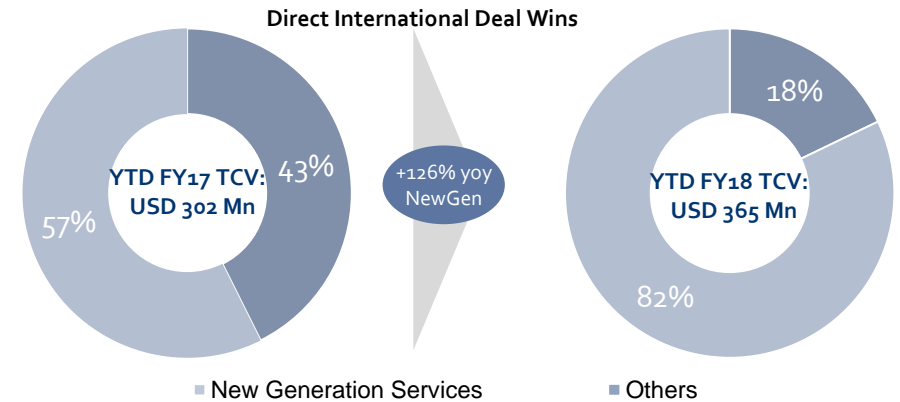 Direct International Deal Wins
YTD FY17 TCV:
USD 302 Mn
43%
57%
+126% yoy
NewGen
18%
YTD FY18 TCV:
USD 365 Mn
82%
New Generation Services
Others